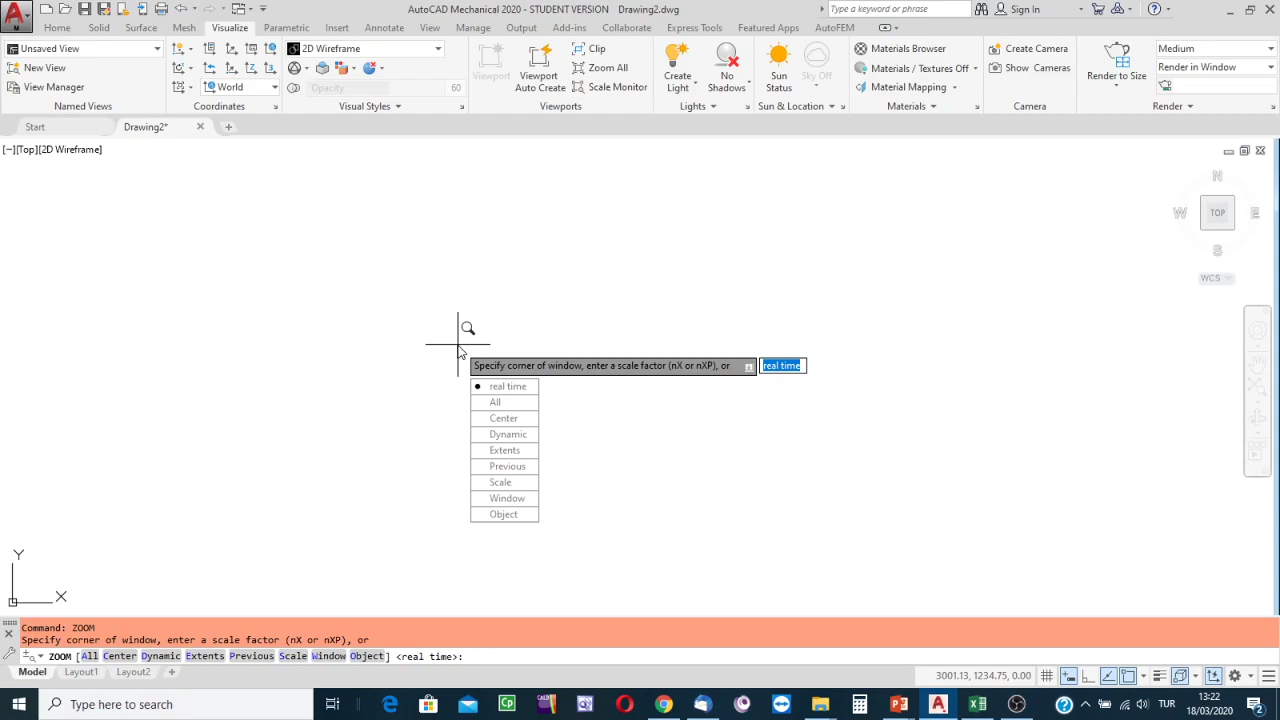 AutoCAD Mechanical 2020 - STUDENT VERSION Drawing2.dwg
Type a keyword or phrase
Sign In
Home Solid Surface Mesh Visualize Parametric Insert Annotate View Manage Output Add-ins Collaborate Express Tools Featured Apps AutoFEM
Unsaved View
New View
View Manager
Named Views
World
Coordinates
2D Wireframe
Opacity 60
Visual Styles
Viewport
Viewport
Auto Create
Clip
Zoom All
Scale Monitor
Viewports
Create
Light
No
Shadows
Lights
Sun
Status
Sky Off
Sun & Location
Materials Browser
Materials / Textures Off
Material Mapping
Materials
Create Camera
Show Cameras
Camera
Render to Size
Medium
Render in Window
Render
Start
Drawing2*
[−][Top][2D Wireframe]
N
W TOP E
S
WCS
Specify corner of window, enter a scale factor (nX or nXP), or real time
real time
All
Center
Dynamic
Extents
Previous
Scale
Window
Object
Y
X
Command: ZOOM
Specify corner of window, enter a scale factor (nX or nXP), or
ZOOM [All Center Dynamic Extents Previous Scale Window Object] <real time>:
Model Layout1 Layout2
3001.13, 1234.75, 0.00
Type here to search
TUR
13:22
18/03/2020